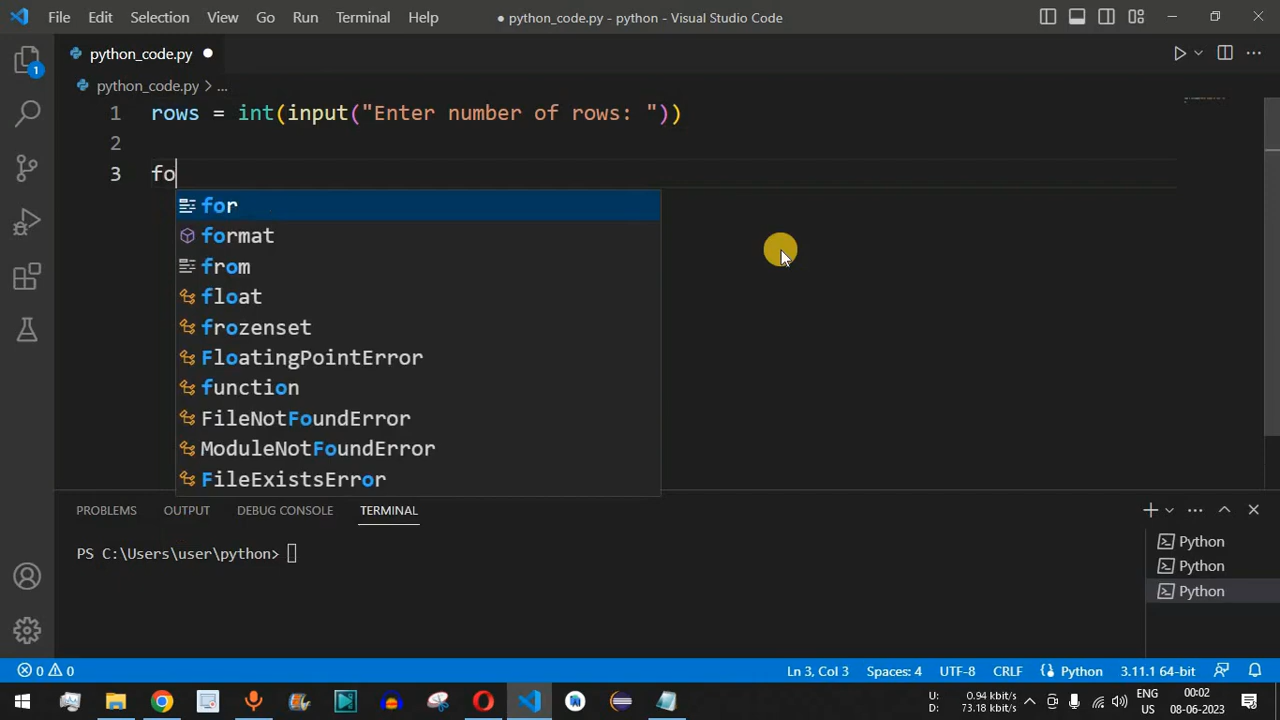 File Edit Selection View Go Run Terminal Help
● python_code.py - python - Visual Studio Code
1
python_code.py ●
python_code.py > ...
1 rows = int(input("Enter number of rows: "))
2
3 fo
for
format
from
float
frozenset
FloatingPointError
function
FileNotFoundError
ModuleNotFoundError
FileExistsError
PROBLEMS OUTPUT DEBUG CONSOLE TERMINAL
PS C:\Users\user\python>
Python
Python
Python
0 0 Ln 3, Col 3 Spaces: 4 UTF-8 CRLF Python 3.11.1 64-bit
U: 0.94 kbit/s
D: 73.18 kbit/s
ENG
US
00:02
08-06-2023